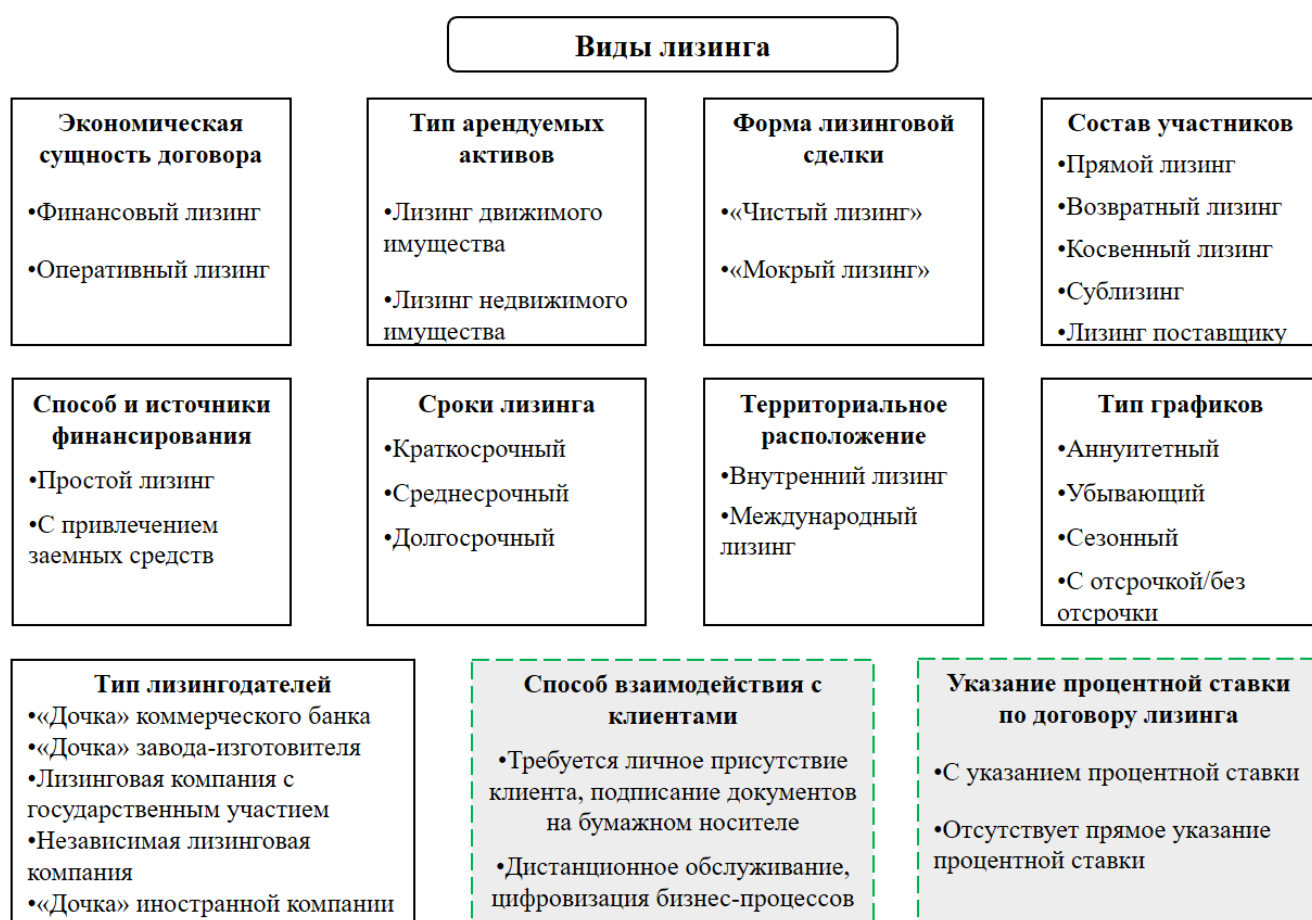 Виды лизинга
Экономическая
сущность договора
•Финансовый лизинг
•Оперативный лизинг
Тип арендуемых
активов
•Лизинг движимого
имущества
•Лизинг недвижимого
имущества
Форма лизинговой
сделки
•«Чистый лизинг»
•«Мокрый лизинг»
Состав участников
•Прямой лизинг
•Возвратный лизинг
•Косвенный лизинг
•Сублизинг
•Лизинг поставщику
Способ и источники
финансирования
•Простой лизинг
•С привлечением
заемных средств
Сроки лизинга
•Краткосрочный
•Среднесрочный
•Долгосрочный
Территориальное
расположение
•Внутренний лизинг
•Международный
лизинг
Тип графиков
•Аннуитетный
•Убывающий
•Сезонный
•С отсрочкой/без
отсрочки
Тип лизингодателей
•«Дочка» коммерческого банка
•«Дочка» завода-изготовителя
•Лизинговая компания с
государственным участием
•Независимая лизинговая
компания
•«Дочка» иностранной компании
Способ взаимодействия с
клиентами
•Требуется личное присутствие
клиента, подписание документов
на бумажном носителе
•Дистанционное обслуживание,
цифровизация бизнес-процессов
Указание процентной ставки
по договору лизинга
•С указанием процентной ставки
•Отсутствует прямое указание
процентной ставки